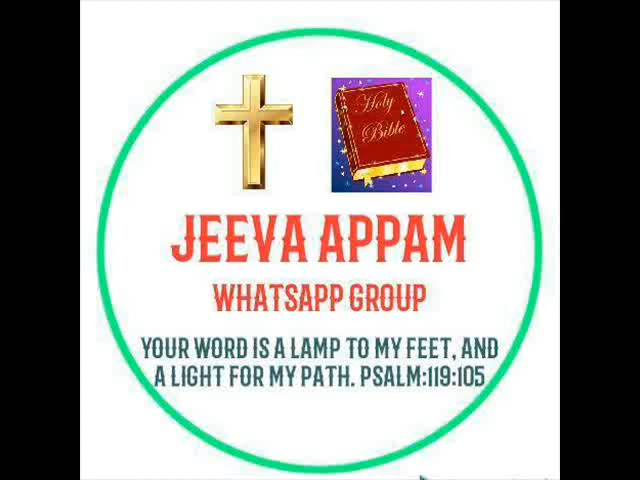 Holy
Bible
JEEVA APPAM
WHATSAPP GROUP
YOUR WORD IS A LAMP TO MY FEET, AND
A LIGHT FOR MY PATH. PSALM:119:105